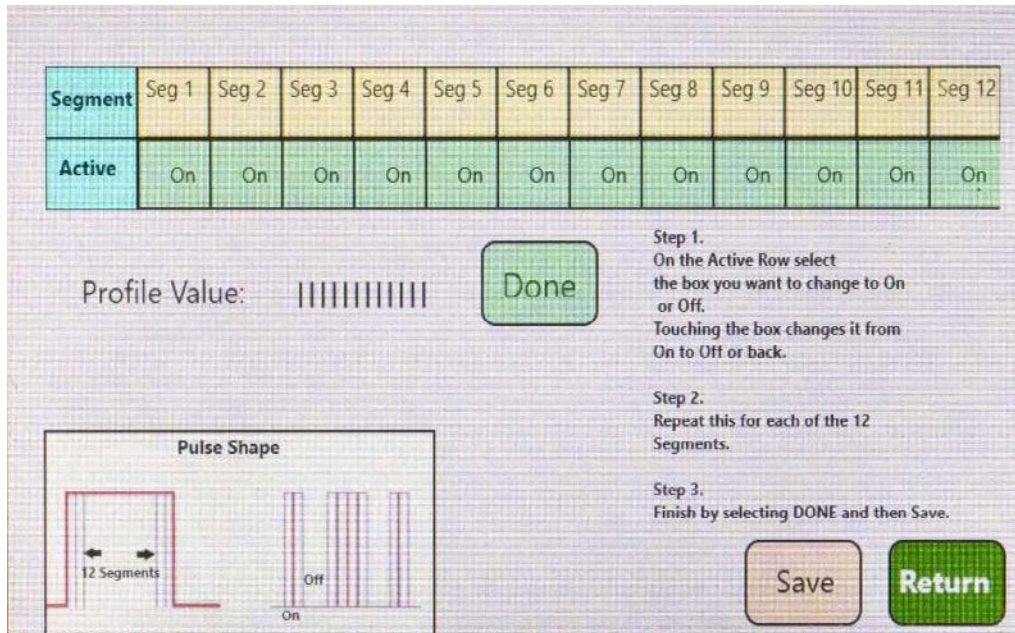 Segment Seg 1 Seg 2 Seg 3 Seg 4 Seg 5 Seg 6 Seg 7 Seg 8 Seg 9 Seg 10 Seg 11 Seg 12
Active On On On On On On On On On On On On
Profile Value: ||||||||||||
Done
Step 1.
On the Active Row select
the box you want to change to On
or Off.
Touching the box changes it from
On to Off or back.
Step 2.
Repeat this for each of the 12
Segments.
Step 3.
Finish by selecting DONE and then Save.
Pulse Shape
12 Segments
Off
On
Save
Return